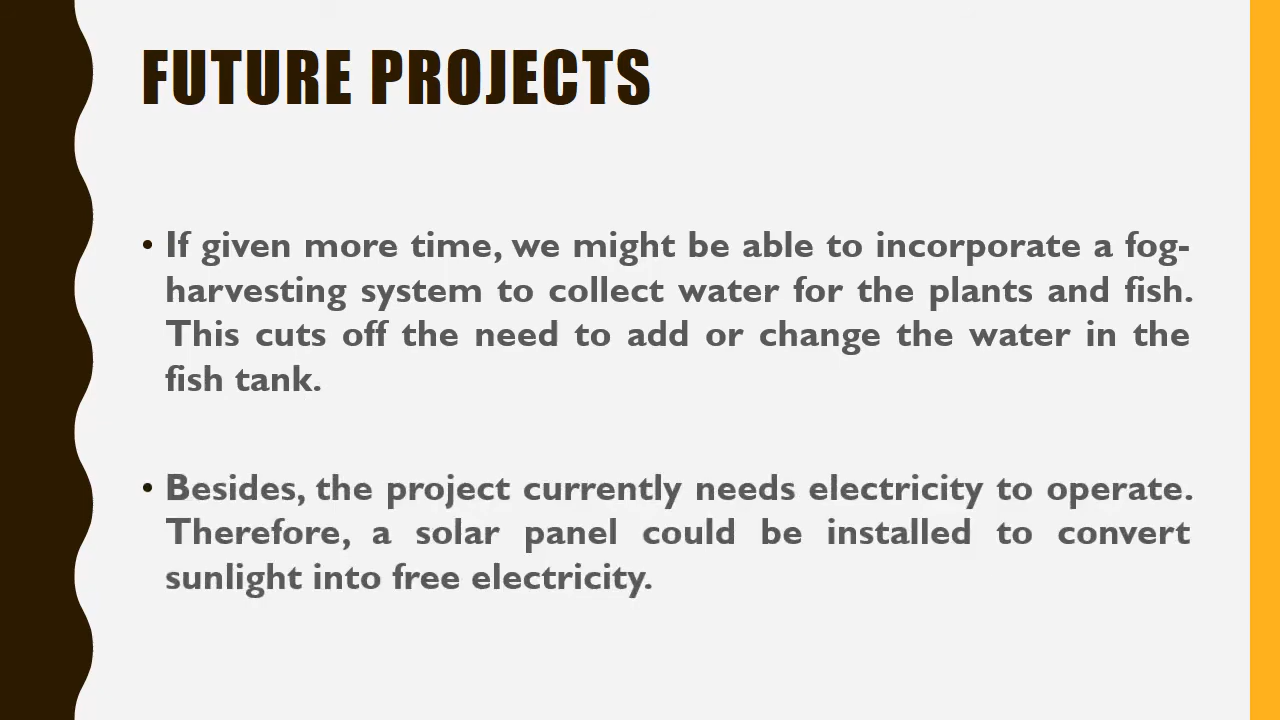 FUTURE PROJECTS
• If given more time, we might be able to incorporate a fog-
harvesting system to collect water for the plants and fish.
This cuts off the need to add or change the water in the
fish tank.
• Besides, the project currently needs electricity to operate.
Therefore, a solar panel could be installed to convert
sunlight into free electricity.